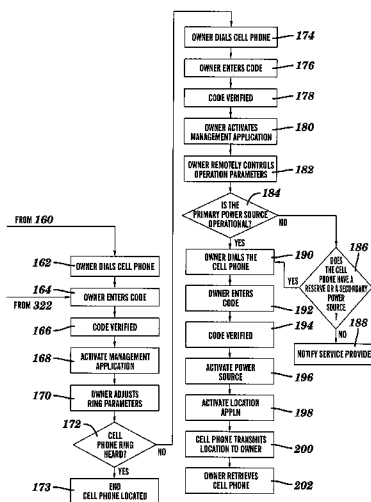 FROM 160
OWNER DIALS CELL PHONE
162
164
OWNER ENTERS CODE
FROM 322
166
CODE VERIFIED
168
ACTIVATE MANAGEMENT
APPLICATION
170
OWNER ADJUSTS
RING PARAMETERS
172
CELL
PHONE RING
HEARD?
NO
YES
173
END
CELL PHONE LOCATED
OWNER DIALS CELL PHONE
174
OWNER ENTERS CODE
176
CODE VERIFIED
178
OWNER ACTIVATES
MANAGEMENT APPLICATION
180
OWNER REMOTELY CONTROLS
OPERATION PARAMETERS
182
184
IS THE
PRIMARY POWER SOURCE
OPERATIONAL?
NO
YES
186
DOES
THE CELL
PHONE HAVE A
RESERVE OR A SECONDARY
POWER
SOURCE
?
YES
NO
188
NOTIFY SERVICE PROVIDER
OWNER DIALS THE
CELL PHONE
190
OWNER ENTERS
CODE
192
CODE VERIFIED
194
ACTIVATE POWER
SOURCE
196
ACTIVATE LOCATION
APPLN
198
CELL PHONE TRANSMITS
LOCATION TO OWNER
200
OWNER RETRIEVES
CELL PHONE
202